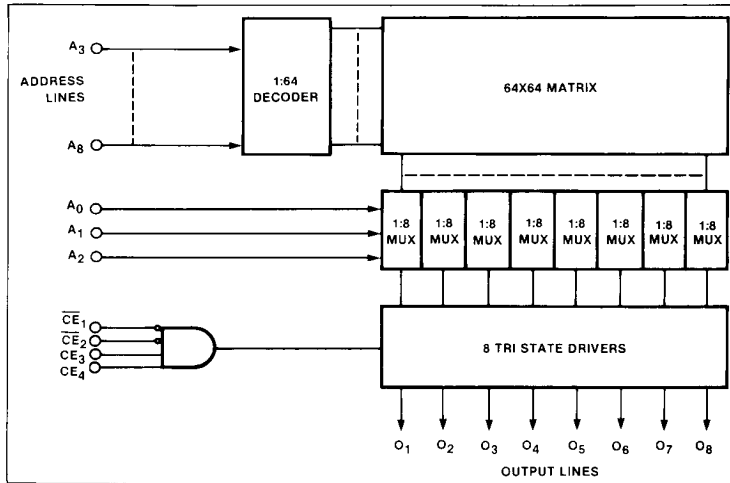 A3
ADDRESS
LINES
A8
1:64
DECODER
64X64 MATRIX
A0
A1
A2
1:8
MUX
1:8
MUX
1:8
MUX
1:8
MUX
1:8
MUX
1:8
MUX
1:8
MUX
1:8
MUX
C̅E̅1
C̅E̅2
CE3
CE4
8 TRI STATE DRIVERS
O1 O2 O3 O4 O5 O6 O7 O8
OUTPUT LINES